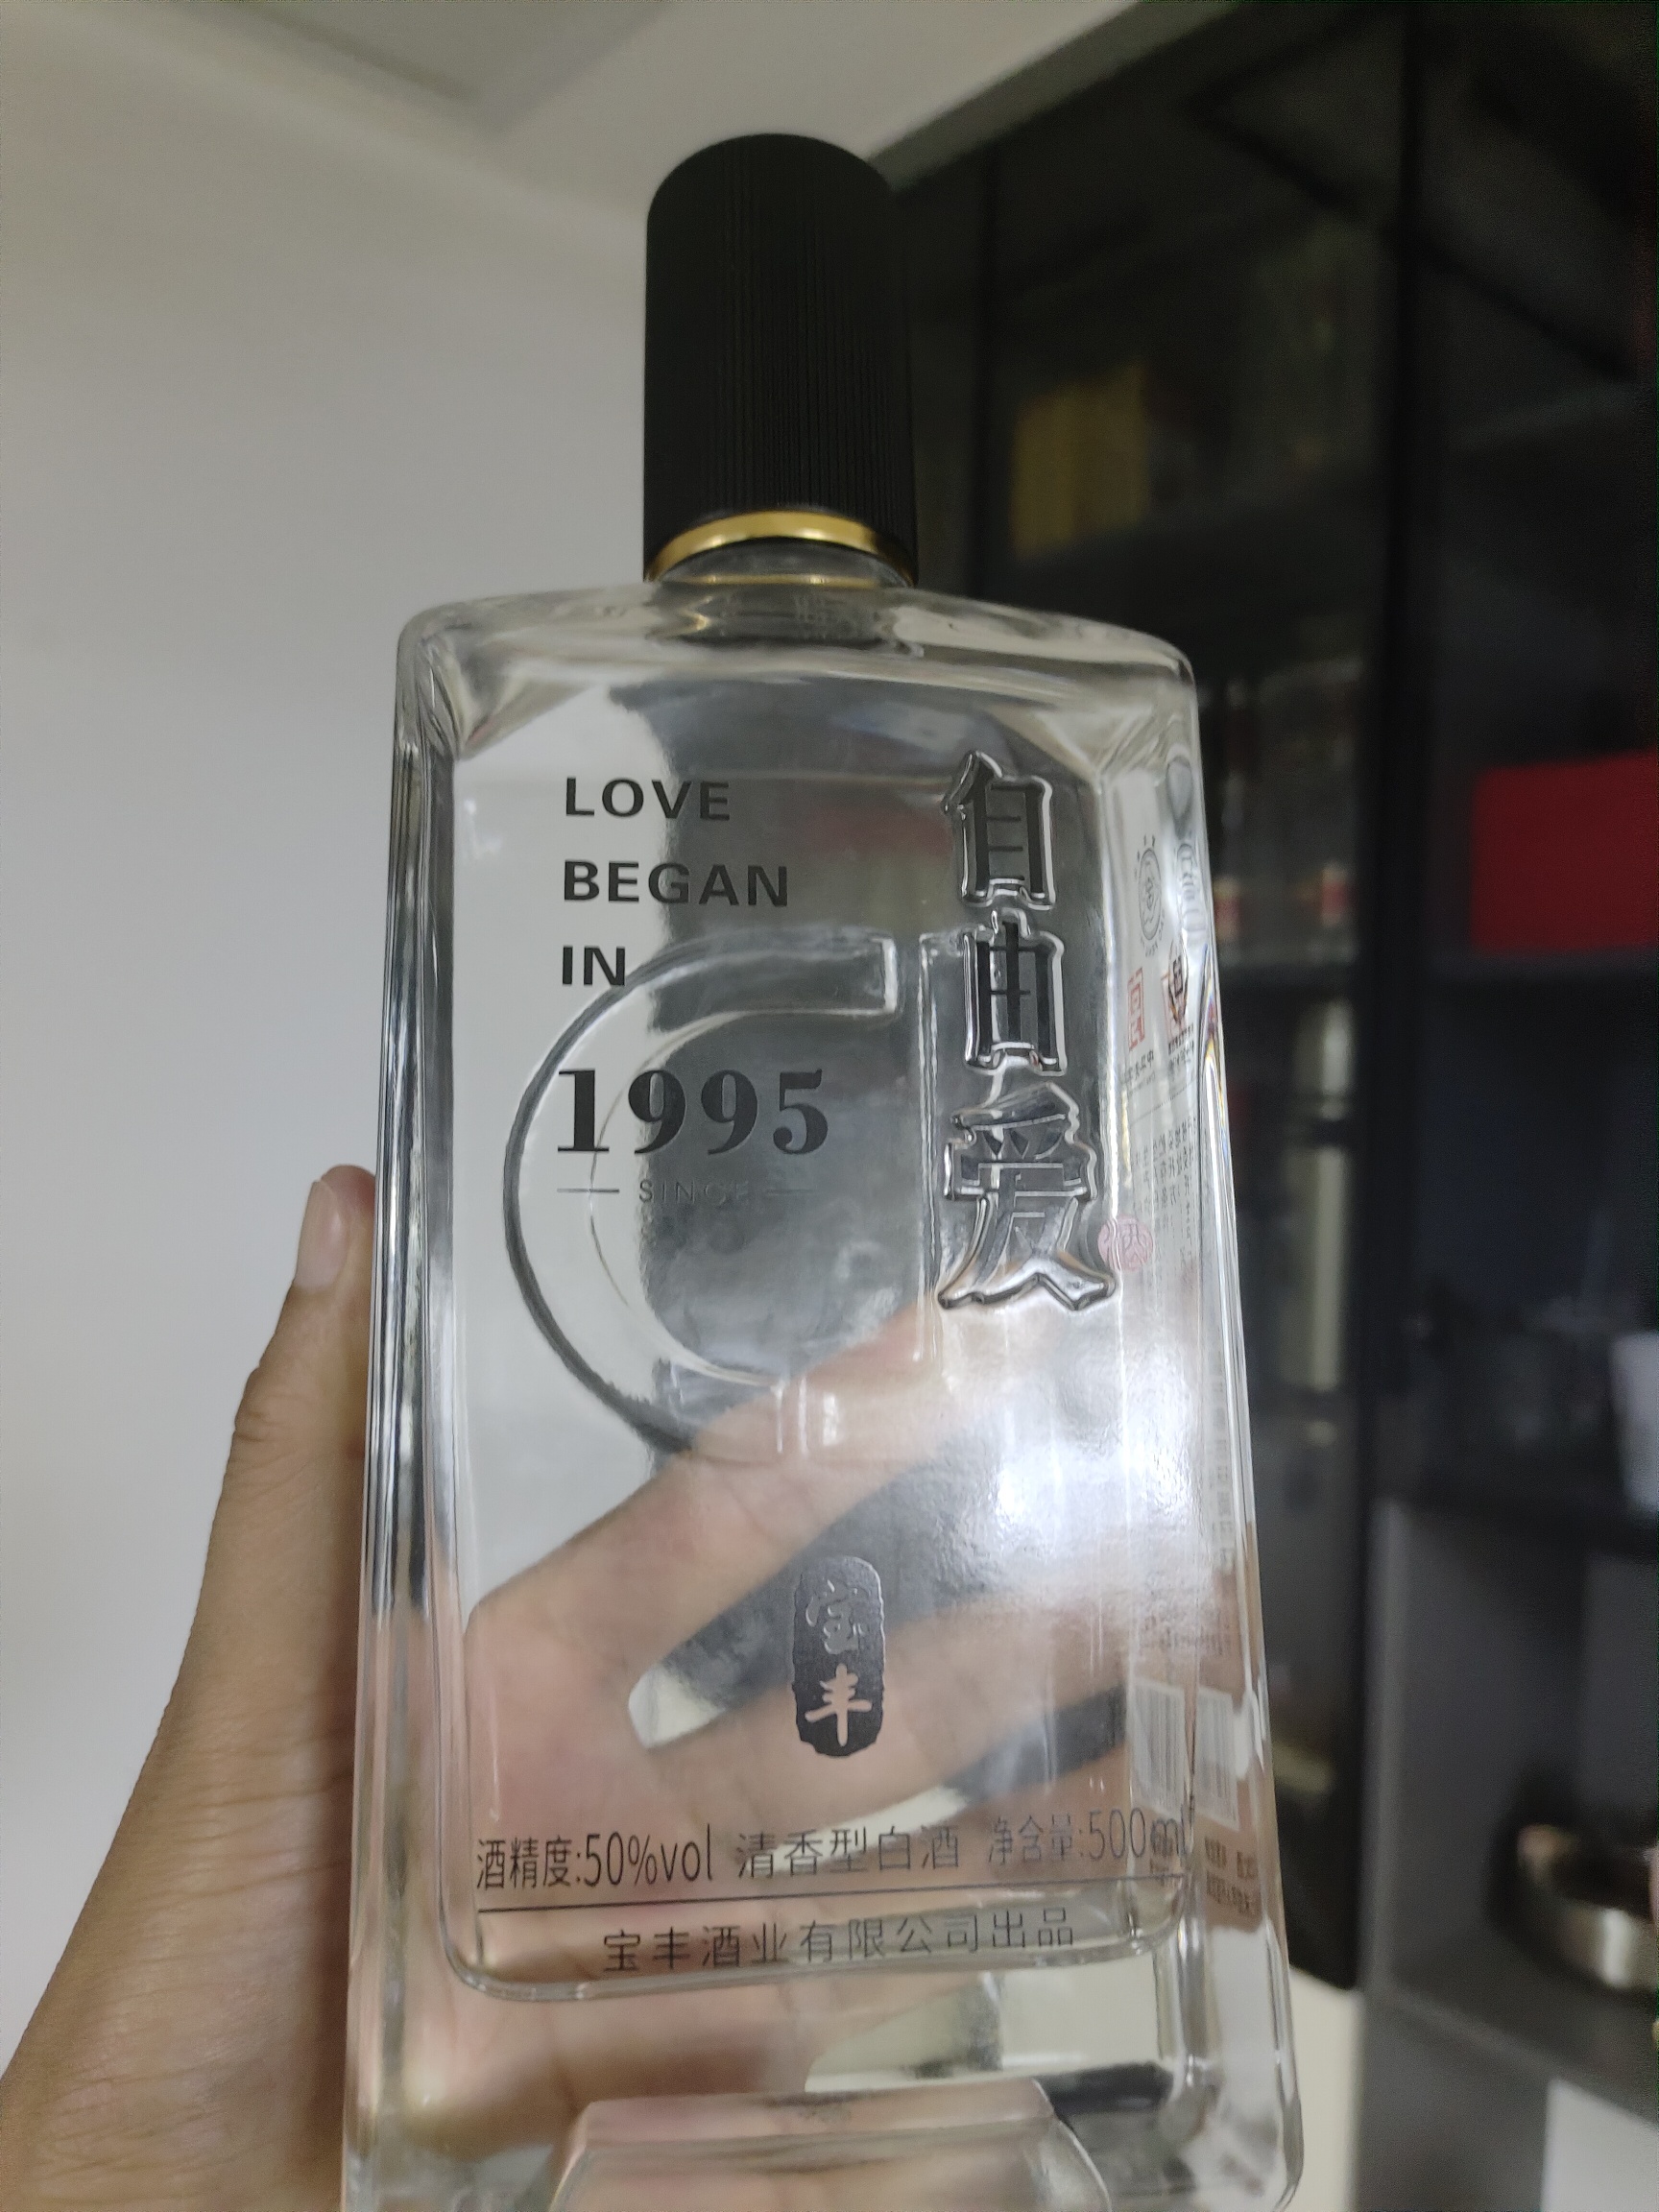 LOVE
BEGAN
IN
1995
SINCE
自由爱
酒
宝丰
酒精度:50%vol 清香型白酒 净含量:500ml
宝丰酒业有限公司出品